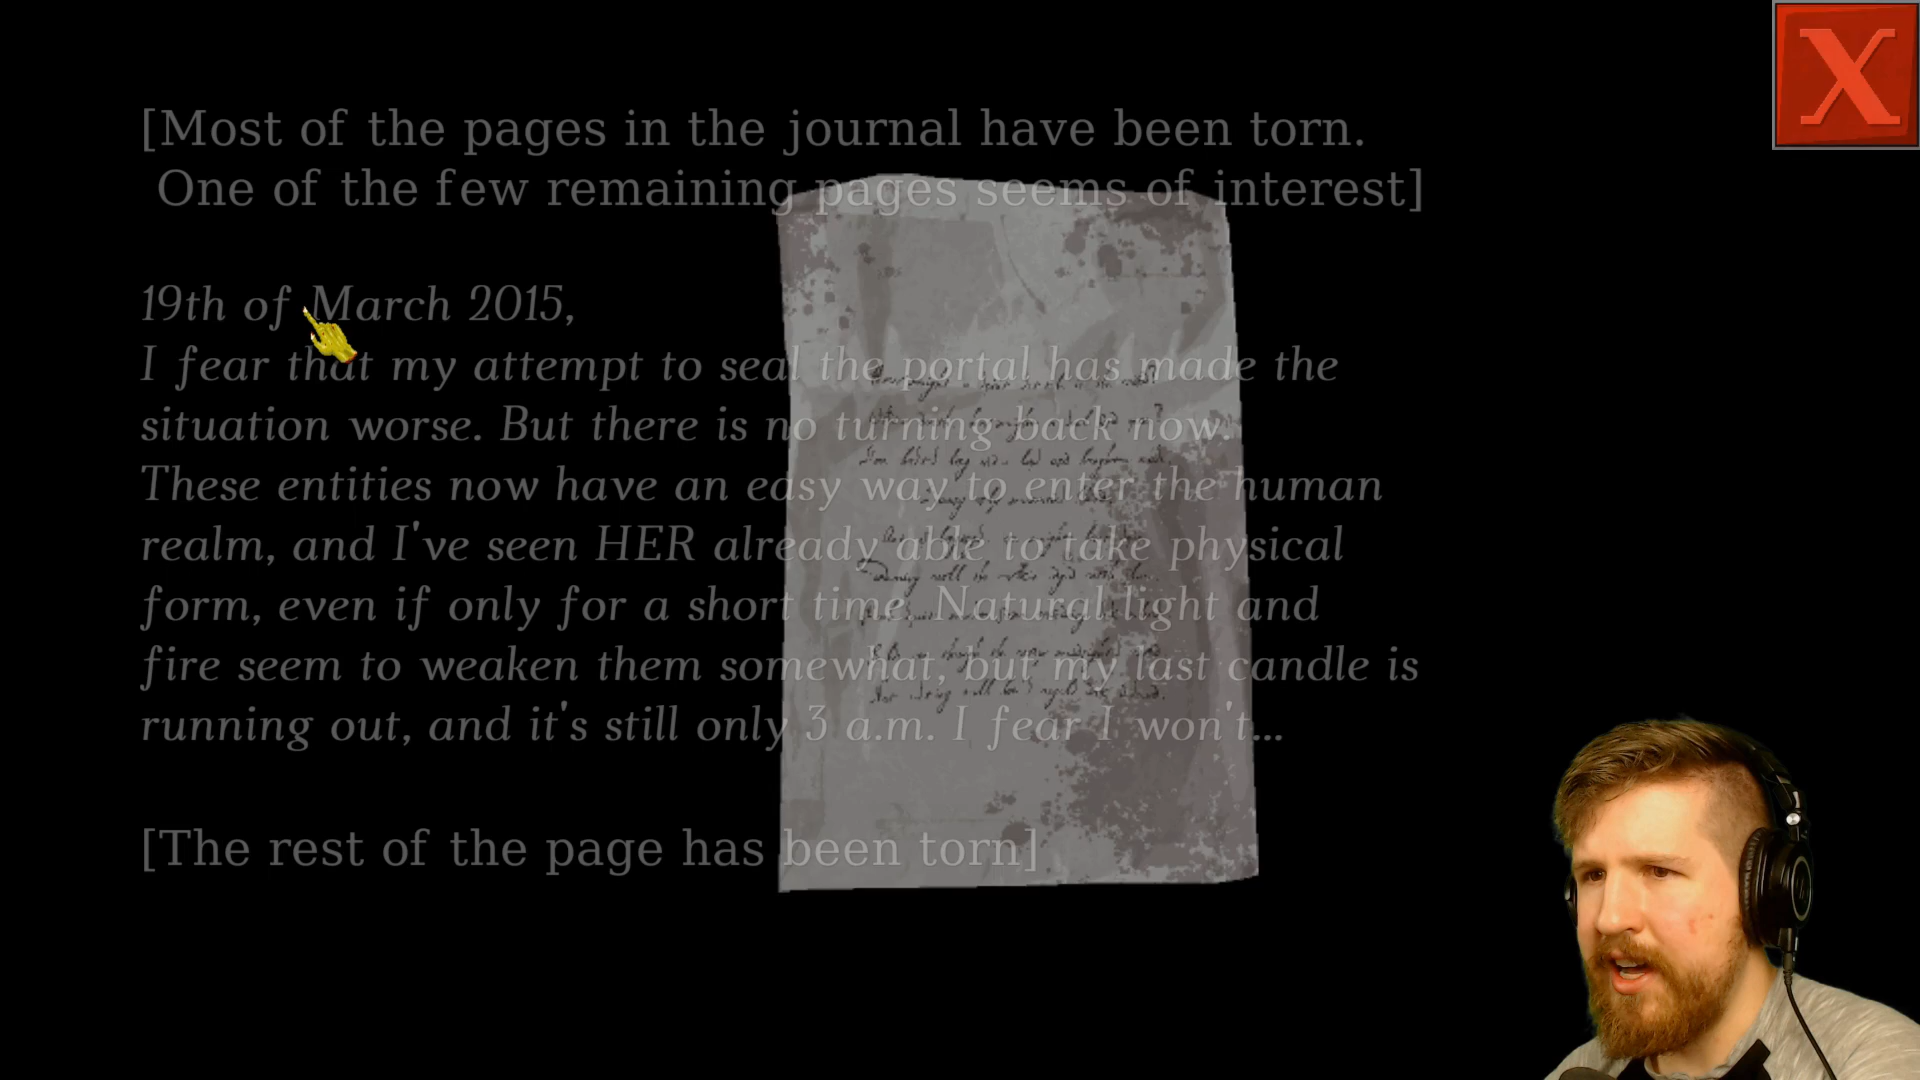 X
[Most of the pages in the journal have been torn.
One of the few remaining pages seems of interest]
19th of March 2015,
I fear that my attempt to seal the portal has made the
situation worse. But there is no turning back now.
These entities now have an easy way to enter the human
realm, and I've seen HER already able to take physical
form, even if only for a short time. Natural light and
fire seem to weaken them somewhat, but my last candle is
running out, and it's still only 3 a.m. I fear I won't...
[The rest of the page has been torn]